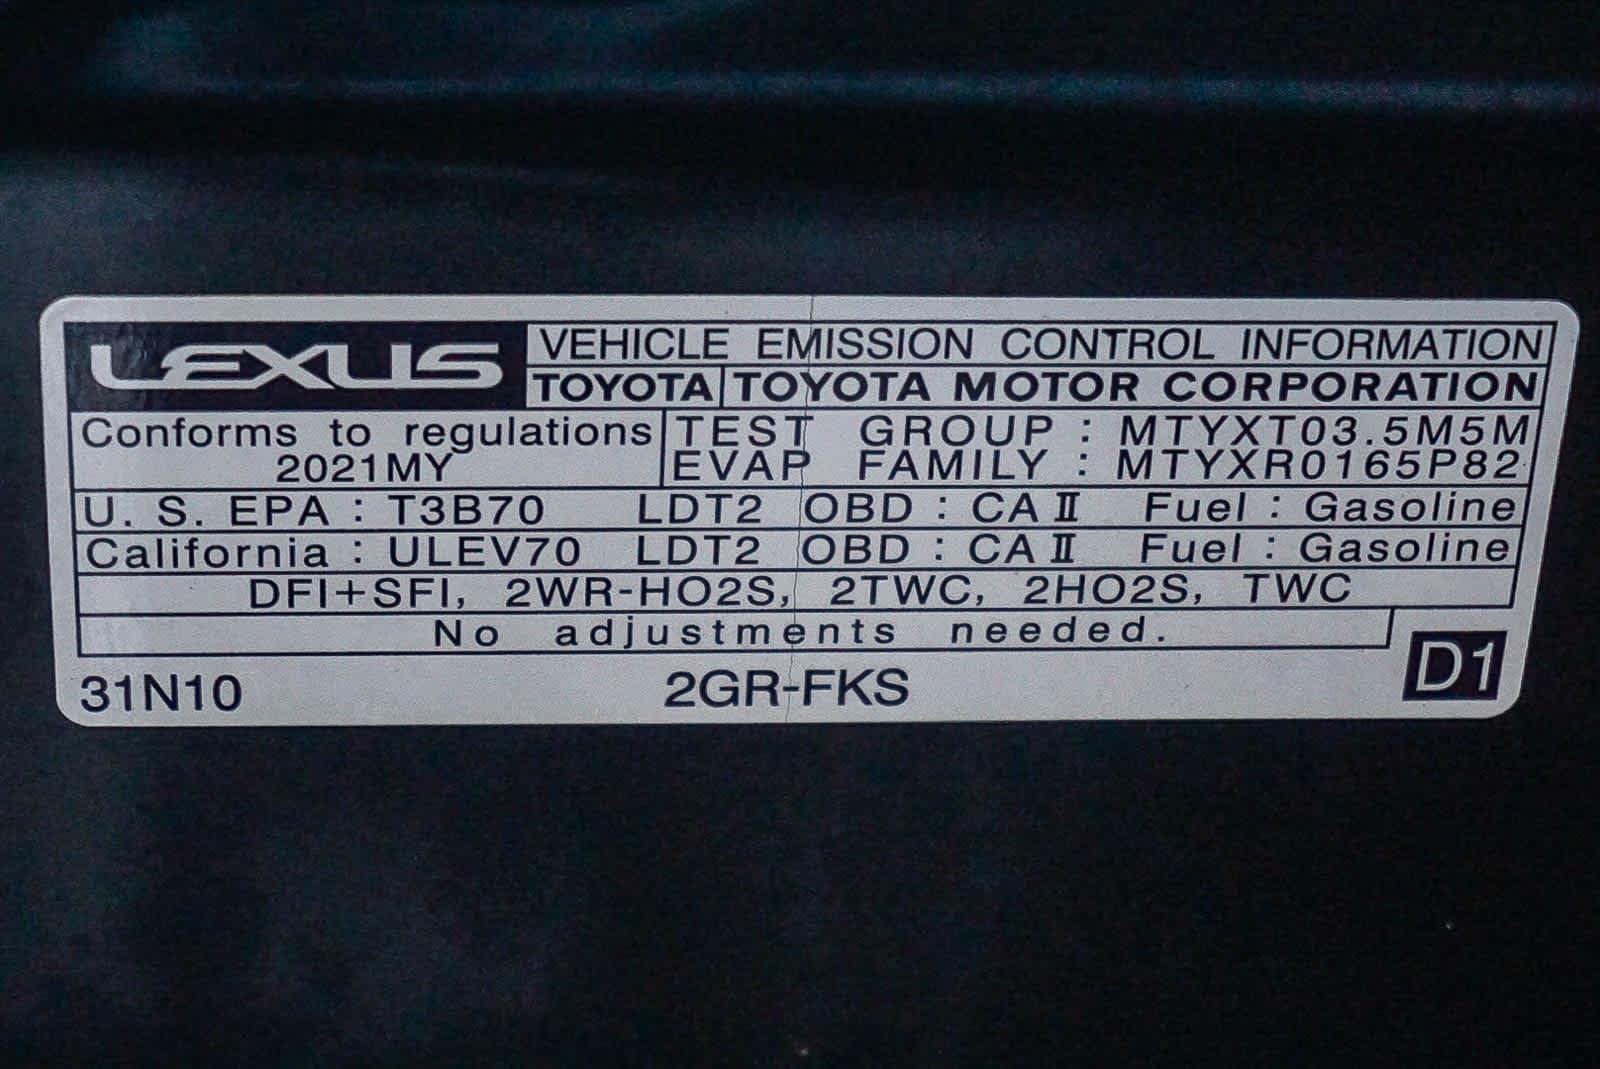 LEXUS
VEHICLE EMISSION CONTROL INFORMATION
TOYOTA TOYOTA MOTOR CORPORATION
Conforms to regulations
2021MY
TEST GROUP : MTYXT03.5M5M
EVAP FAMILY : MTYXR0165P82
U. S. EPA : T3B70 LDT2 OBD : CA II Fuel : Gasoline
California : ULEV70 LDT2 OBD : CA II Fuel : Gasoline
DFI+SFI, 2WR-HO2S, 2TWC, 2HO2S, TWC
No adjustments needed.
31N10 2GR-FKS D1